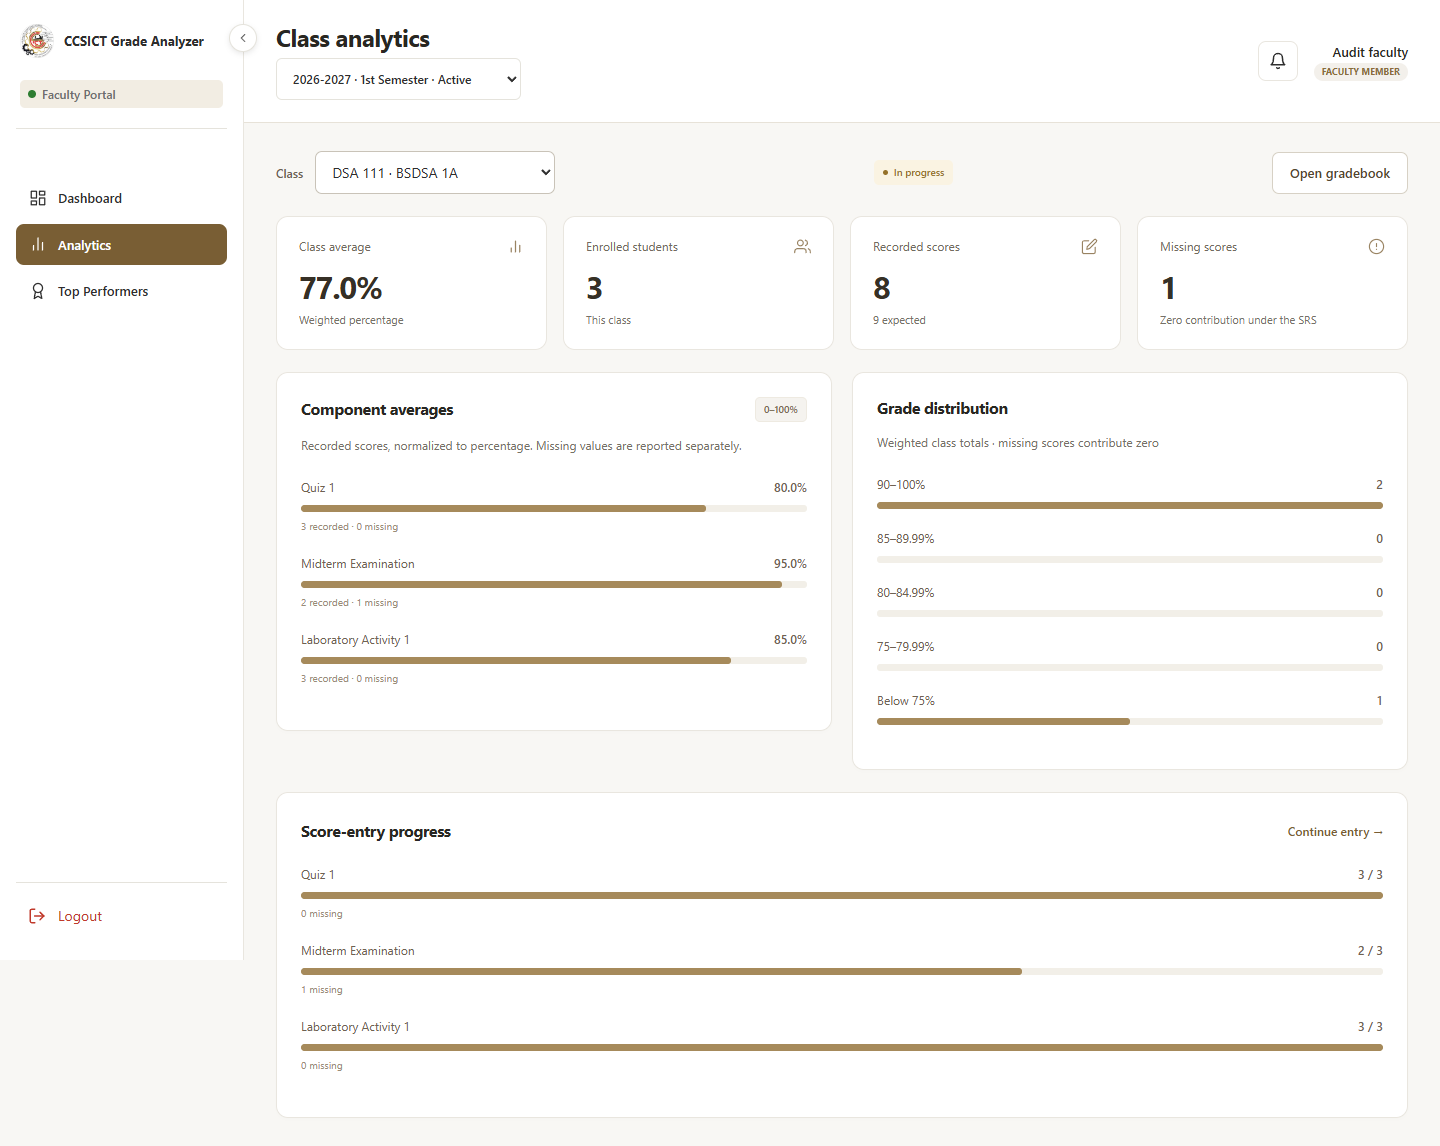 CCSICT Grade Analyzer
Faculty Portal
Dashboard
Analytics
Top Performers
Logout
Class analytics
2026-2027 · 1st Semester · Active
Audit faculty
FACULTY MEMBER
Class
DSA 111 · BSDSA 1A
In progress
Open gradebook
Class average
77.0%
Weighted percentage
Enrolled students
3
This class
Recorded scores
8
9 expected
Missing scores
1
Zero contribution under the SRS
Component averages
0–100%
Recorded scores, normalized to percentage. Missing values are reported separately.
Quiz 1 80.0%
3 recorded · 0 missing
Midterm Examination 95.0%
2 recorded · 1 missing
Laboratory Activity 1 85.0%
3 recorded · 0 missing
Grade distribution
Weighted class totals · missing scores contribute zero
90–100% 2
85–89.99% 0
80–84.99% 0
75–79.99% 0
Below 75% 1
Score-entry progress
Continue entry →
Quiz 1 3 / 3
0 missing
Midterm Examination 2 / 3
1 missing
Laboratory Activity 1 3 / 3
0 missing